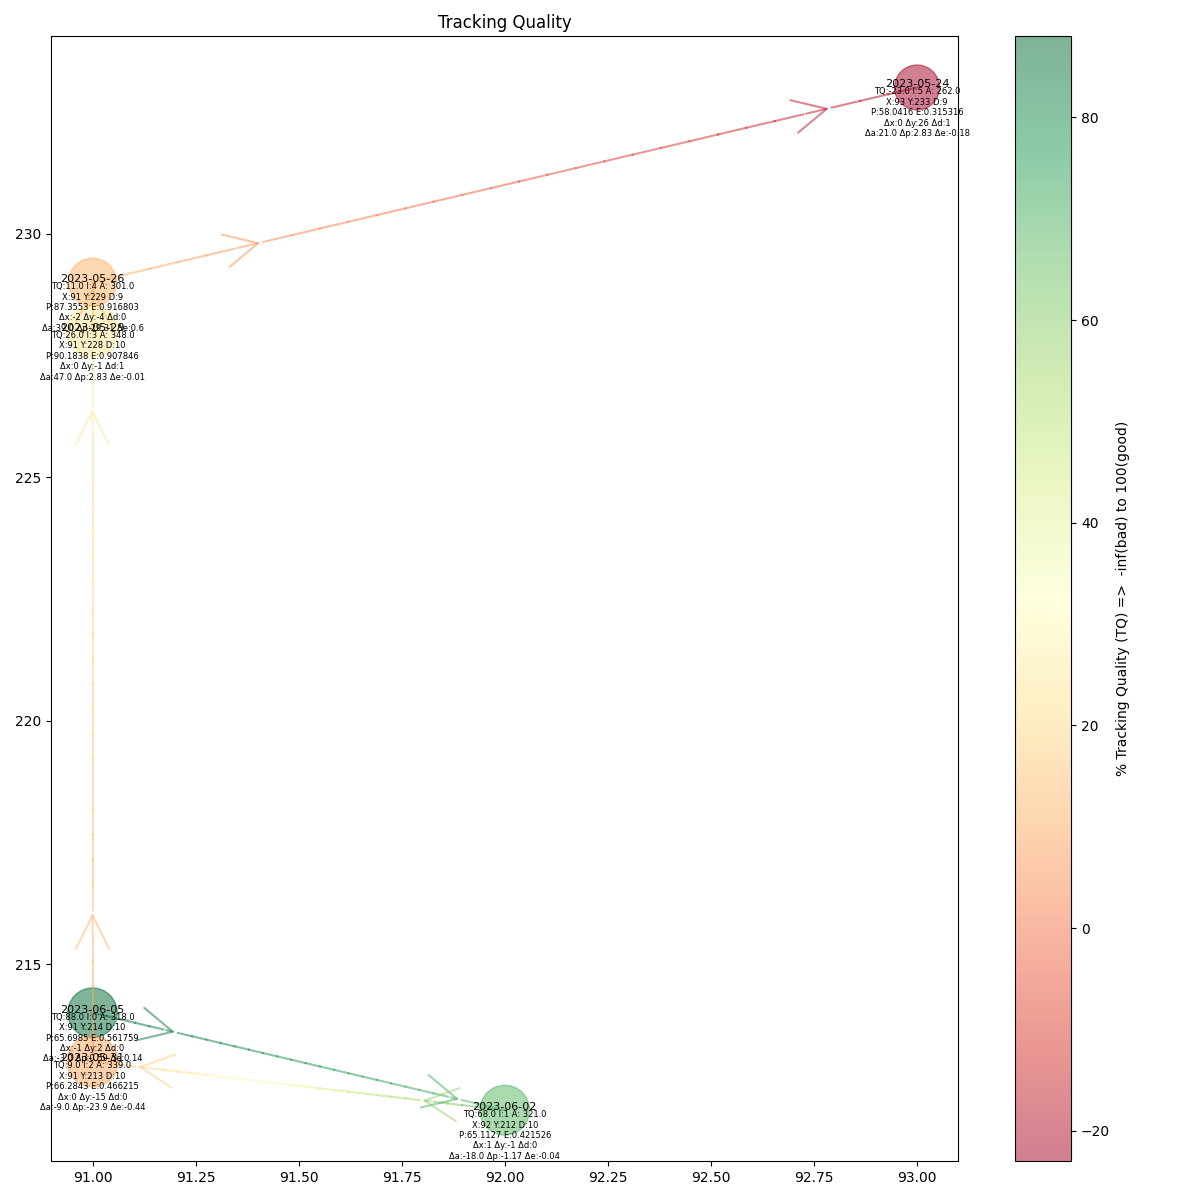 Tracking Quality
2023-05-24
TQ:-23.0 I:5 A: 262.0
X:93 Y:233 D:9
P:58.0416 E:0.315316
Δx:0 Δy:26 Δd:1
Δa:21.0 Δp:2.83 Δe:-0.18
2023-05-26
TQ:11.0 I:4 A: 301.0
X:91 Y:229 D:9
P:87.3553 E:0.916803
Δx:-2 Δy:-4 Δd:0
TQ:26.0 I:3 A: 348.0
X:91 Y:228 D:10
P:90.1838 E:0.907846
Δx:0 Δy:-1 Δd:1
Δa:47.0 Δp:2.83 Δe:-0.01
2023-06-05
TQ:88.0 I:0 A: 318.0
X:91 Y:214 D:10
P:65.6985 E:0.561759
Δx:-1 Δy:2 Δd:0
TQ:9.0 I:2 A: 339.0
X:91 Y:213 D:10
P:66.2843 E:0.466215
Δx:0 Δy:-15 Δd:0
Δa:-9.0 Δp:-23.9 Δe:-0.44
2023-06-02
TQ:68.0 I:1 A: 321.0
X:92 Y:212 D:10
P:65.1127 E:0.421526
Δx:1 Δy:-1 Δd:0
Δa:-18.0 Δp:-1.17 Δe:-0.04
230
225
220
215
91.00
91.25
91.50
91.75
92.00
92.25
92.50
92.75
93.00
80
60
40
20
0
−20
% Tracking Quality (TQ) =>  -inf(bad) to 100(good)